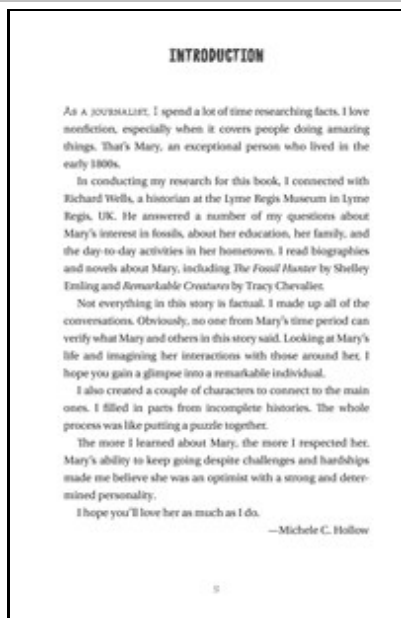 INTRODUCTION
AS A JOURNALIST, I spend a lot of time researching facts. I love
nonfiction, especially when it covers people doing amazing
things. That's Mary, an exceptional person who lived in the
early 1800s.
In conducting my research for this book, I connected with
Richard Wells, a historian at the Lyme Regis Museum in Lyme
Regis, UK. He answered a number of my questions about
Mary's interest in fossils, about her education, her family, and
the day-to-day activities in her hometown. I read biographies
and novels about Mary, including The Fossil Hunter by Shelley
Emling and Remarkable Creatures by Tracy Chevalier.
Not everything in this story is factual. I made up all of the
conversations. Obviously, no one from Mary's time period can
verify what Mary and others in this story said. Looking at Mary's
life and imagining her interactions with those around her, I
hope you gain a glimpse into a remarkable individual.
I also created a couple of characters to connect to the main
ones. I filled in parts from incomplete histories. The whole
process was like putting a puzzle together.
The more I learned about Mary, the more I respected her.
Mary's ability to keep going despite challenges and hardships
made me believe she was an optimist with a strong and deter-
mined personality.
I hope you'll love her as much as I do.
—Michele C. Hollow
5